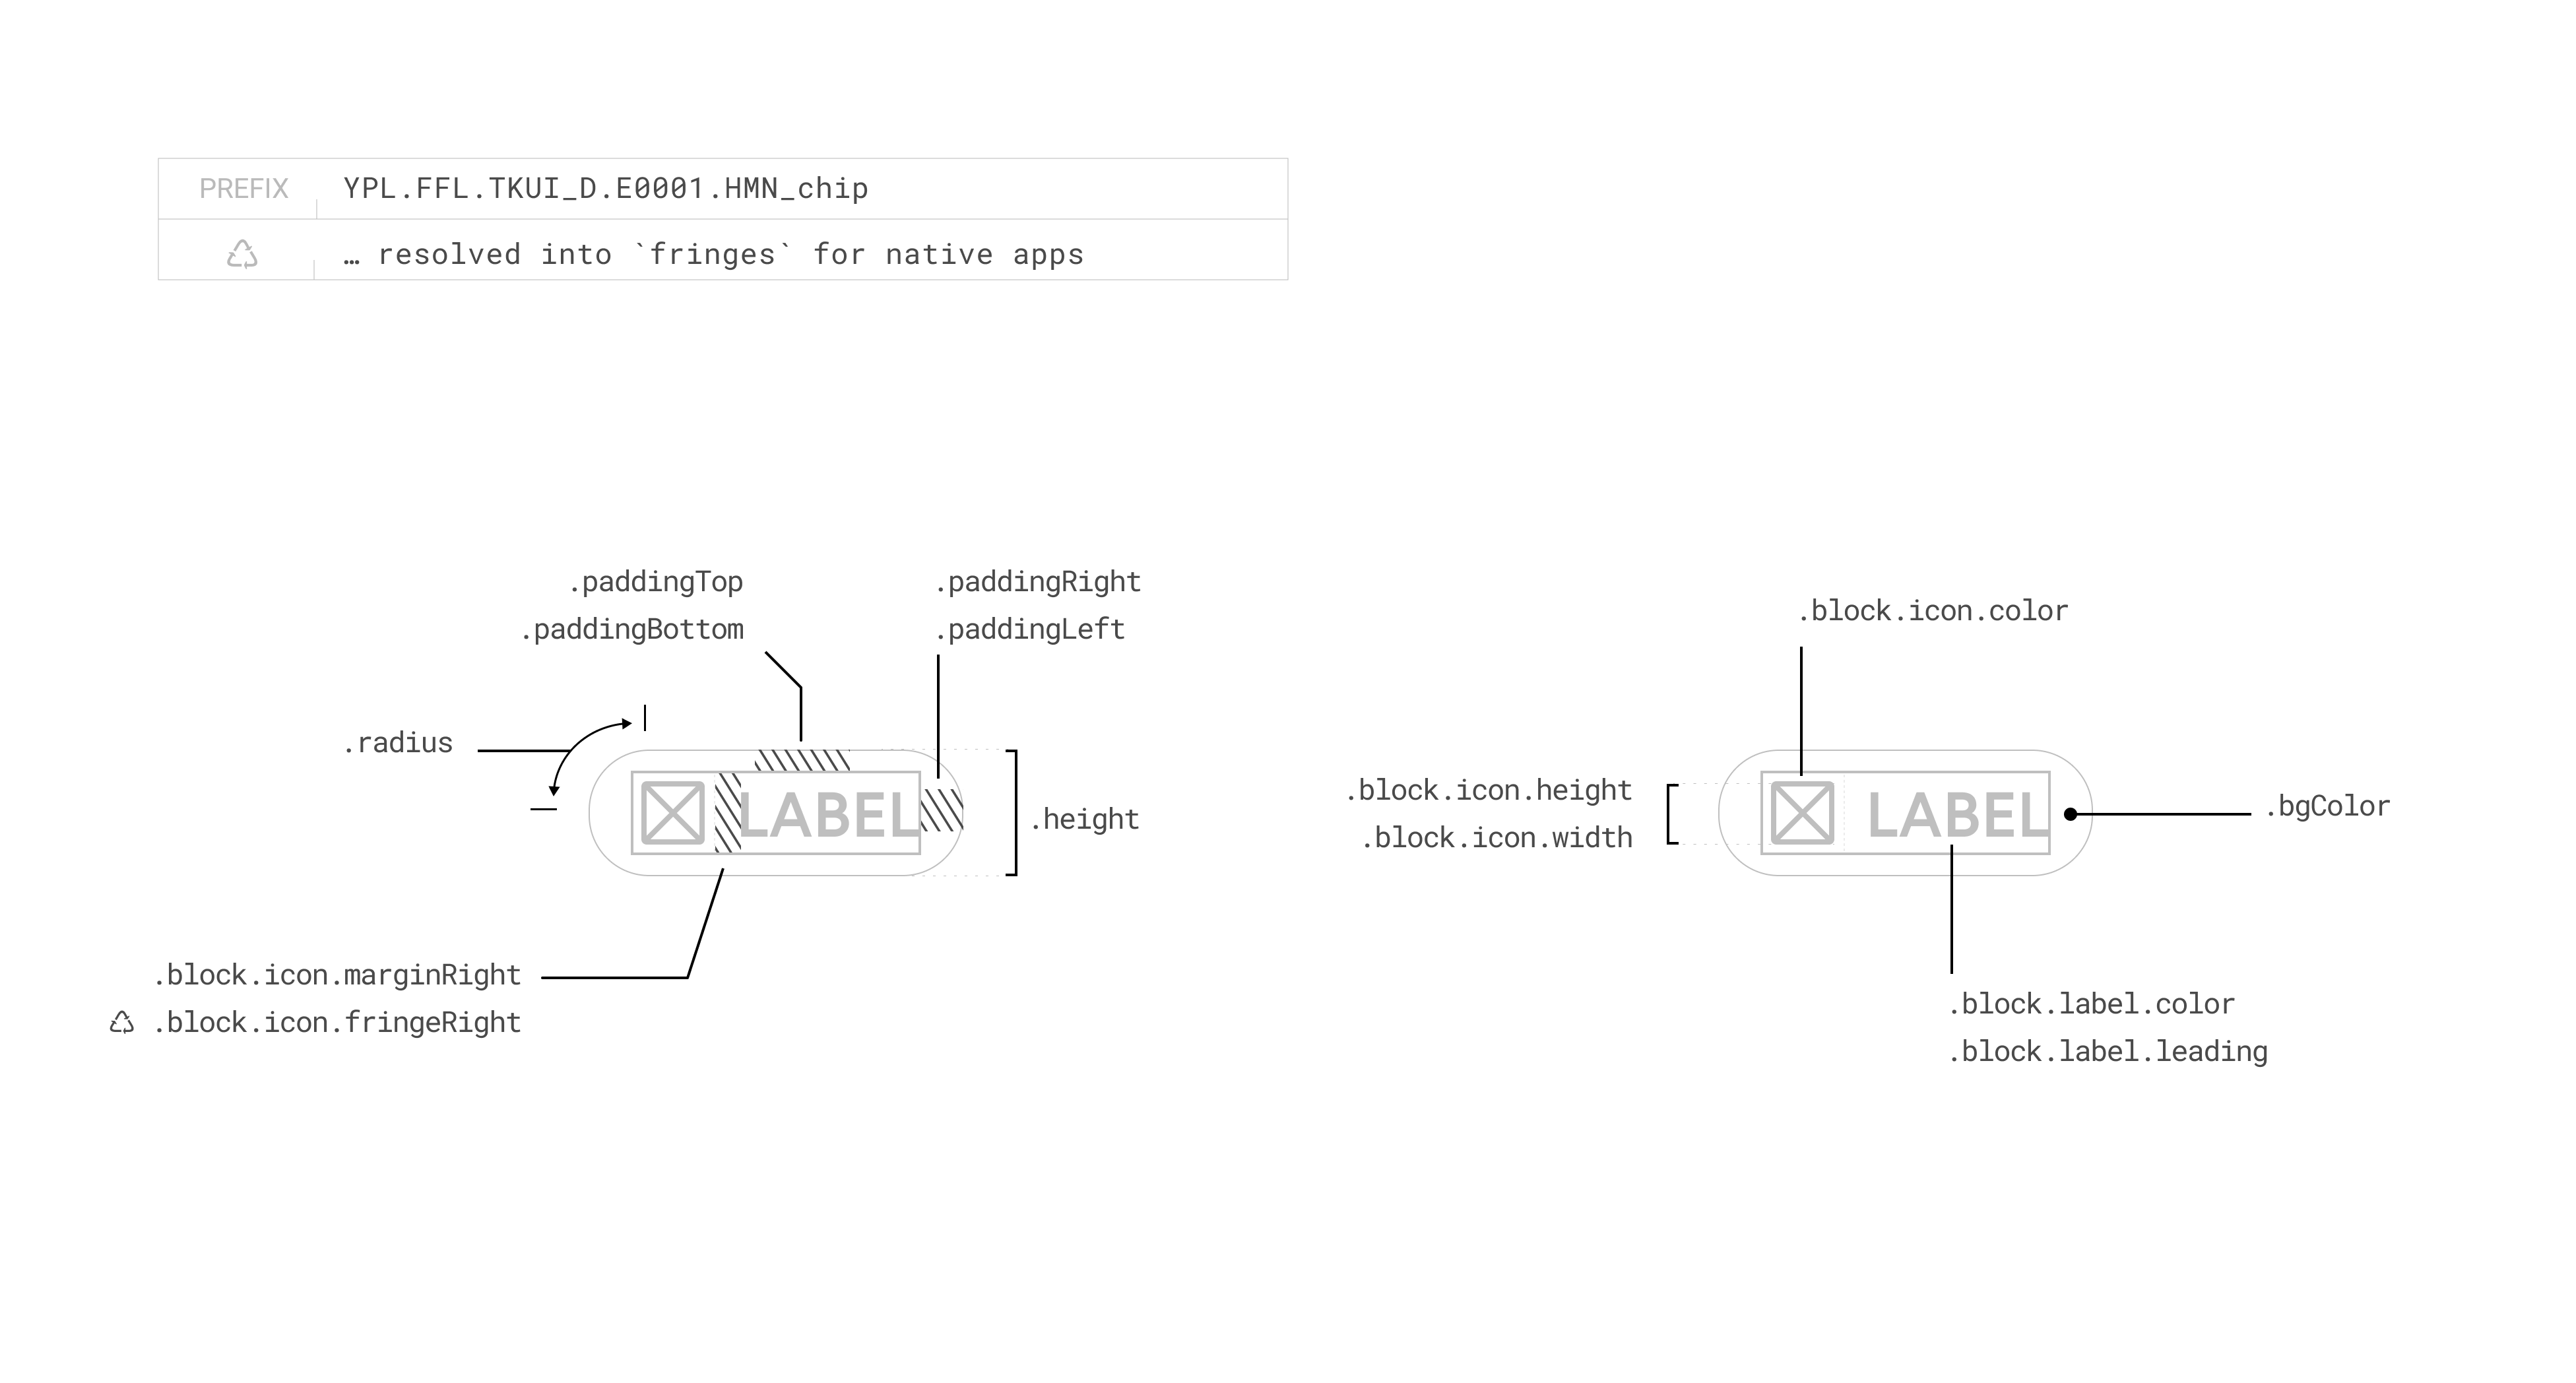 PREFIX YPL.FFL.TKUI_D.E0001.HMN_chip
… resolved into `fringes` for native apps
.paddingTop
.paddingBottom
.paddingRight
.paddingLeft
.radius
LABEL
.height
.block.icon.marginRight
.block.icon.fringeRight
.block.icon.color
.block.icon.height
.block.icon.width
LABEL
.bgColor
.block.label.color
.block.label.leading